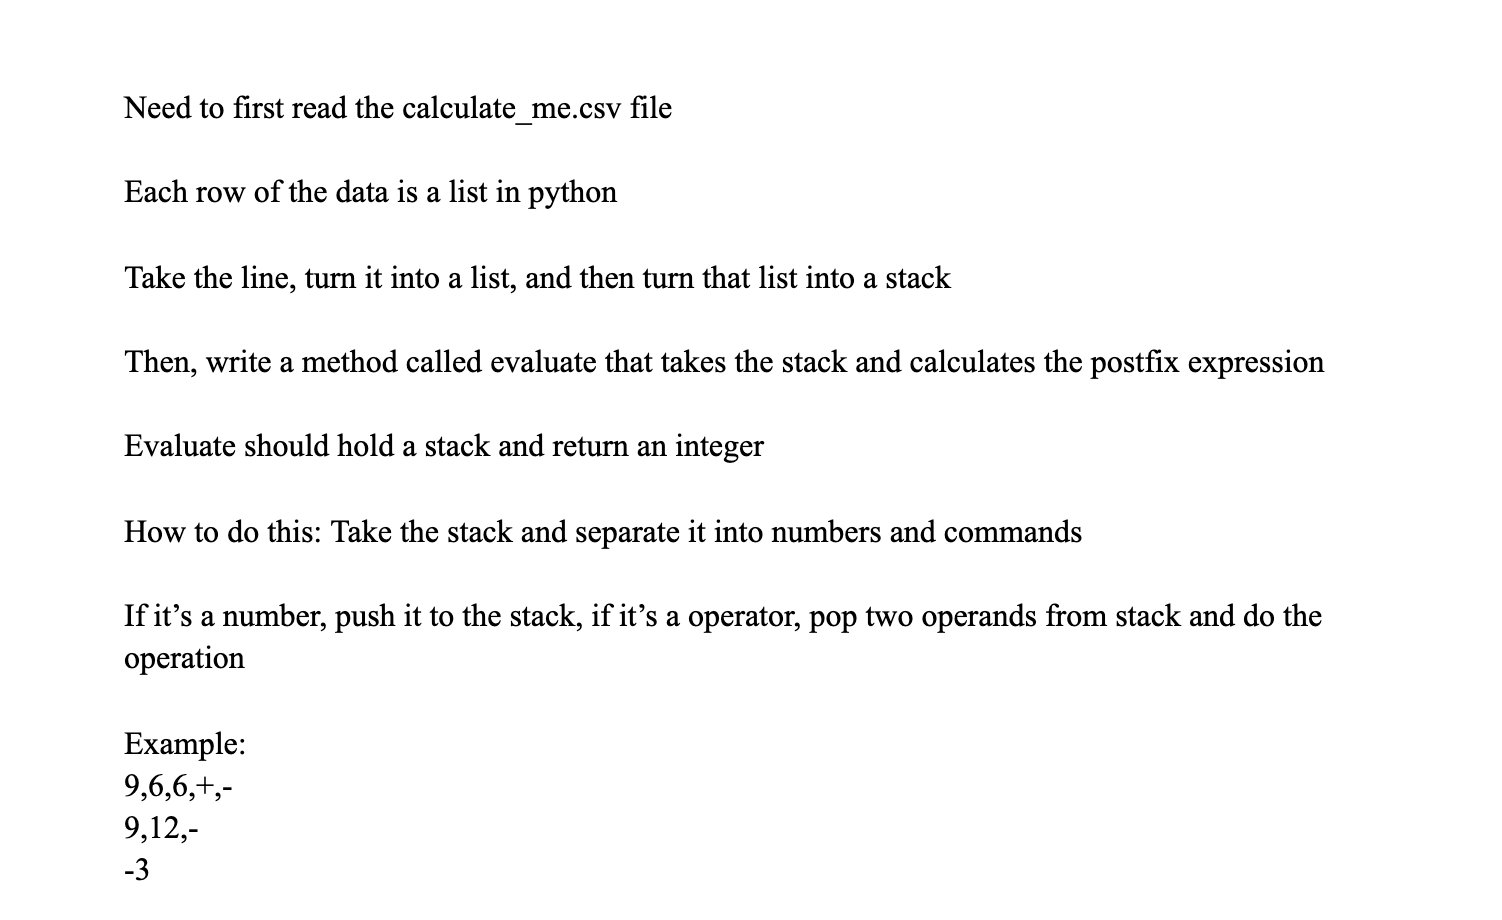 Need to first read the calculate_me.csv file
Each row of the data is a list in python
Take the line, turn it into a list, and then turn that list into a stack
Then, write a method called evaluate that takes the stack and calculates the postfix expression
Evaluate should hold a stack and return an integer
How to do this: Take the stack and separate it into numbers and commands
If it’s a number, push it to the stack, if it’s a operator, pop two operands from stack and do the
operation
Example:
9,6,6,+,-
9,12,-
-3